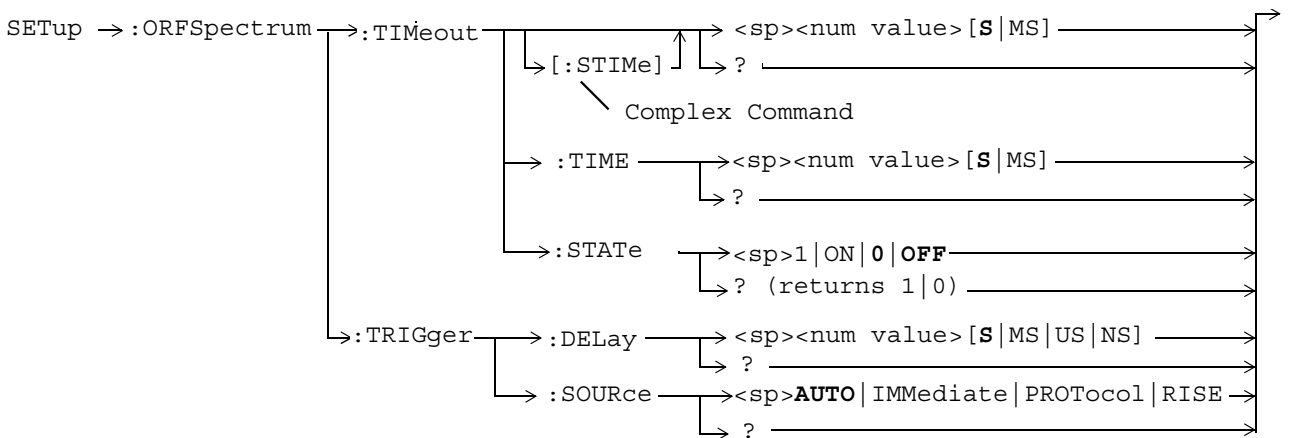 SETup :ORFSpectrum :TIMeout <sp><num value>[S|MS]
[:STIMe] ?
Complex Command
:TIME <sp><num value>[S|MS]
?
:STATe <sp>1|ON|0|OFF
? (returns 1|0)
:TRIGger :DELay <sp><num value>[S|MS|US|NS]
?
:SOURce <sp>AUTO|IMMediate|PROTocol|RISE
?